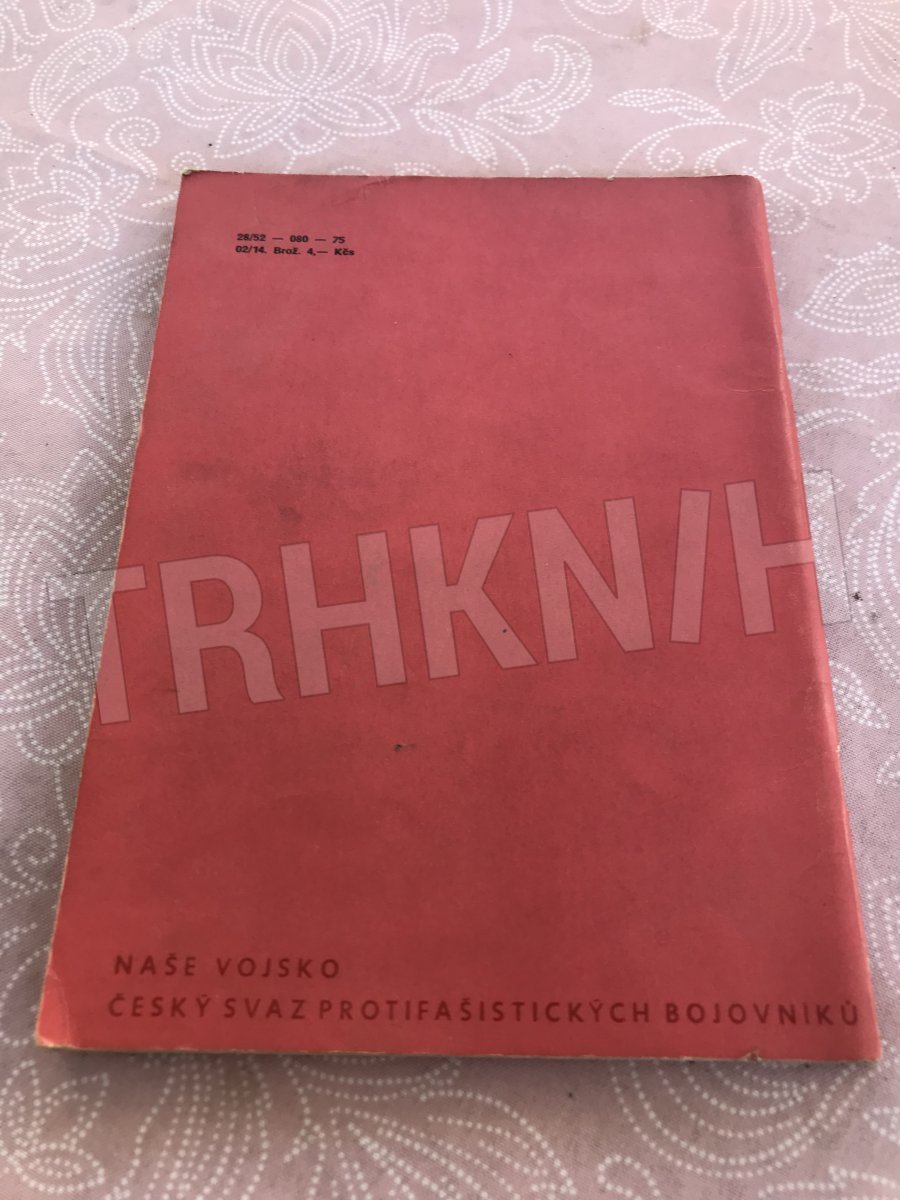 28/52 — 080 — 75
02/14. Brož. 4,— Kčs
TRHKNIH
NAŠE VOJSKO
ČESKÝ SVAZ PROTIFAŠISTICKÝCH BOJOVNÍKŮ